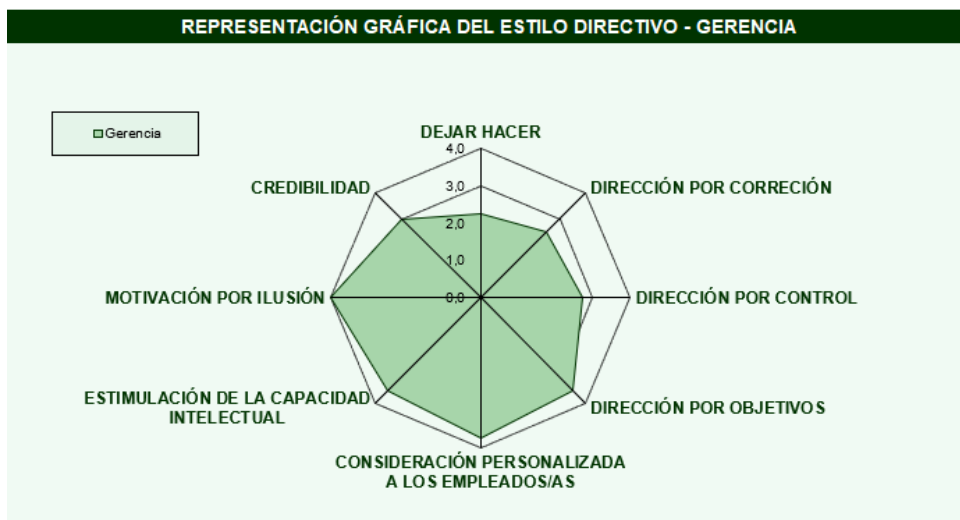 REPRESENTACIÓN GRÁFICA DEL ESTILO DIRECTIVO - GERENCIA
Gerencia
DEJAR HACER
4,0
CREDIBILIDAD
DIRECCIÓN POR CORRECIÓN
3,0
2,0
1,0
MOTIVACIÓN POR ILUSIÓN
0,0
DIRECCIÓN POR CONTROL
ESTIMULACIÓN DE LA CAPACIDAD
INTELECTUAL
DIRECCIÓN POR OBJETIVOS
CONSIDERACIÓN PERSONALIZADA
A LOS EMPLEADOS/AS